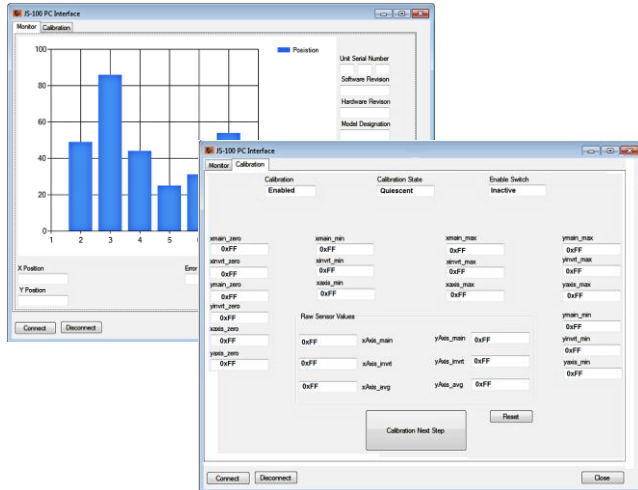 JS-100 PC Interface
Monitor Calibration
100
80
60
40
20
0
1 2 3 4 5
Posistion
Unit Serial Number
Software Revison
Hardware Revison
Model Designation
X Position
Error
Y Position
Connect Disconnect
JS-100 PC Interface
Monitor Calibration
Calibration Calibration State Enable Switch
Enabled Quiescent Inactive
xmain_zero xmain_min xmain_max ymain_max
0xFF 0xFF 0xFF 0xFF
xinvrt_zero xinvrt_min xinvrt_max yinvrt_max
0xFF 0xFF 0xFF 0xFF
ymain_zero xaxis_min xaxis_max yaxis_max
0xFF 0xFF 0xFF 0xFF
yinvrt_zero
0xFF
Raw Sensor Values
ymain_min
0xFF
xaxis_zero
0xFF
0xFF xAxis_main yAxis_main 0xFF
yinvrt_min
0xFF
yaxis_zero
0xFF
0xFF xAxis_invrt yAxis_invrt 0xFF
yaxis_min
0xFF
0xFF xAxis_avg yAxis_avg 0xFF
Calibration Next Step
Reset
Connect Disconnect Close